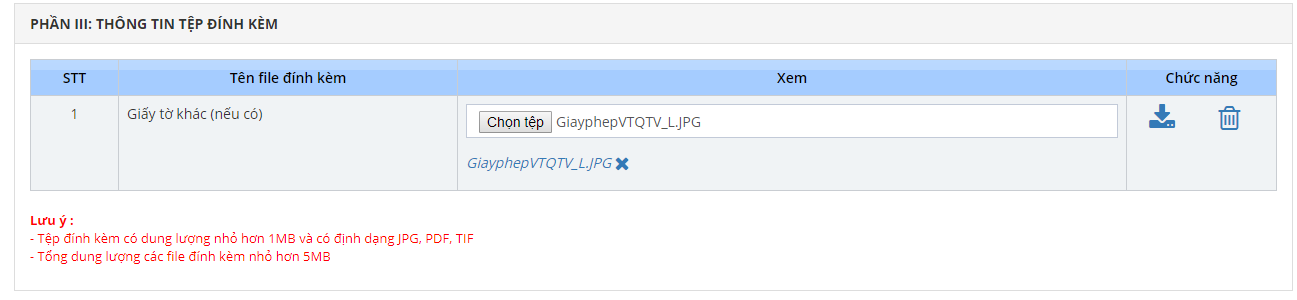 PHẦN III: THÔNG TIN TỆP ĐÍNH KÈM
STT Tên file đính kèm Xem Chức năng
1 Giấy tờ khác (nếu có) Chọn tệp GiayphepVTQTV_L.JPG
GiayphepVTQTV_L.JPG
Lưu ý :
- Tệp đính kèm có dung lượng nhỏ hơn 1MB và có định dạng JPG, PDF, TIF
- Tổng dung lượng các file đính kèm nhỏ hơn 5MB